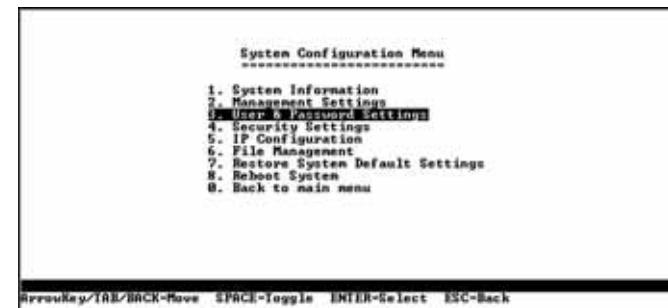 System Configuration Menu
=========================
1. System Information
2. Management Settings
3. User & Password Settings
4. Security Settings
5. IP Configuration
6. File Management
7. Restore System Default Settings
8. Reboot System
0. Back to main menu
ArrowKey/TAB/BACK-Move SPACE-Toggle ENTER-Select ESC-Back